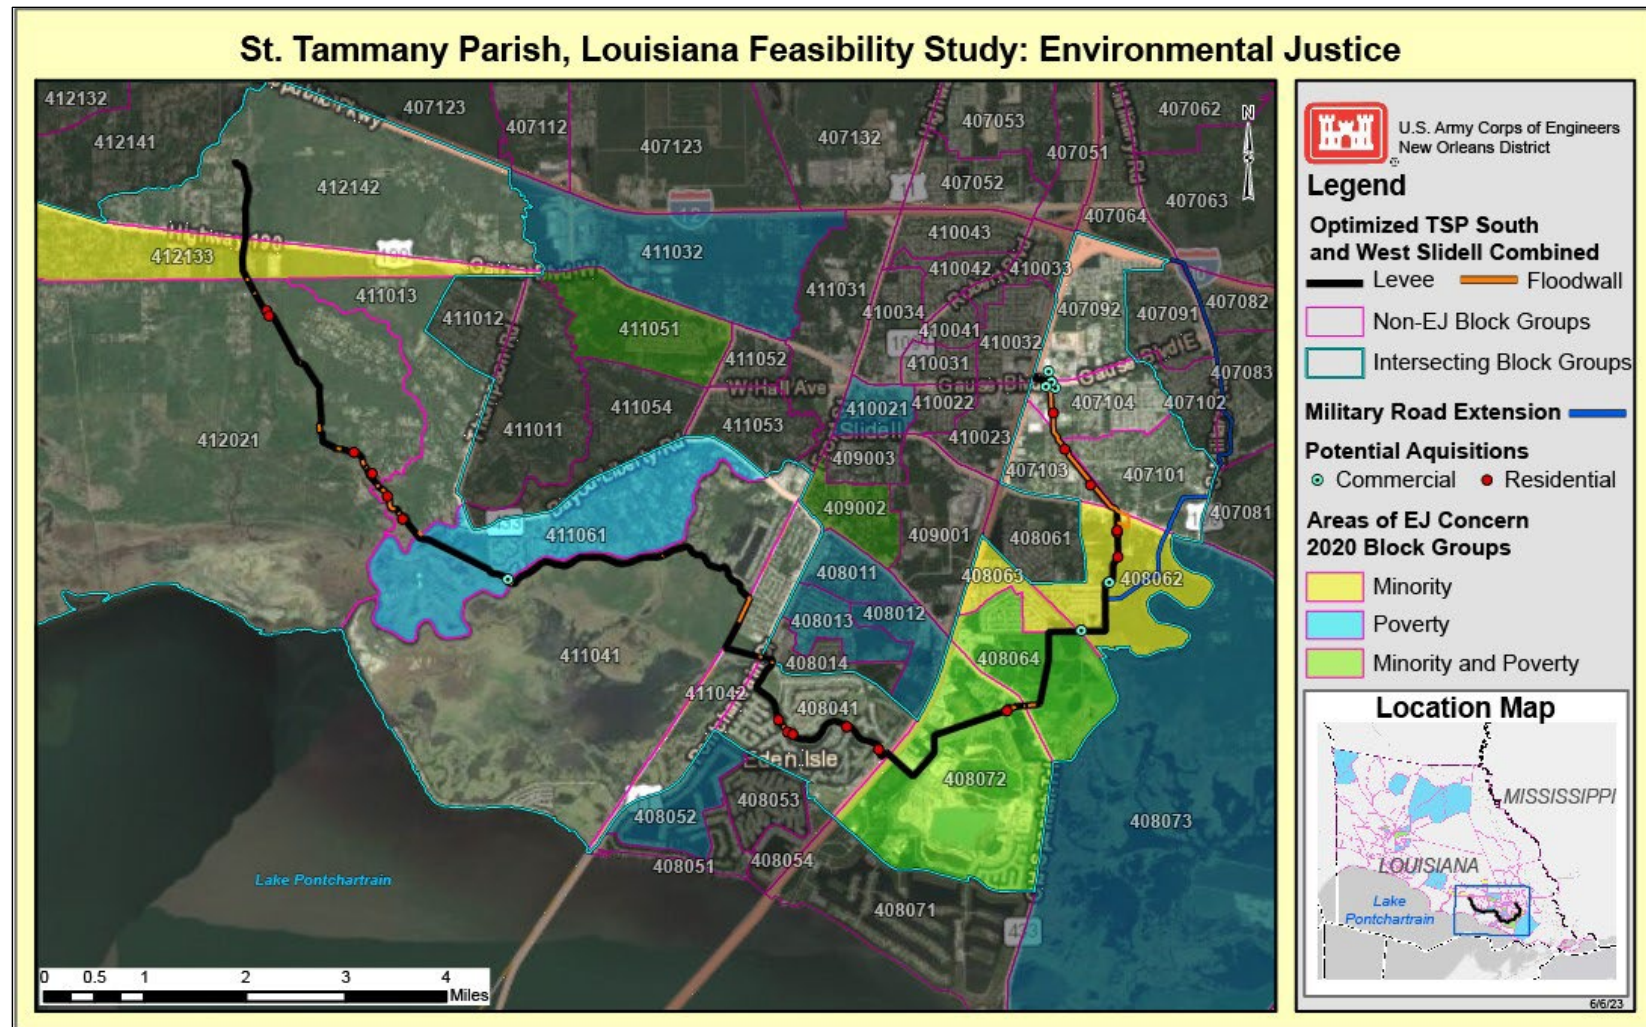 St. Tammany Parish, Louisiana Feasibility Study: Environmental Justice
412132
407123
407112
407123
407132
407053
407062
412141
407051
412142
407052
407063
407064
N
412133
411032
410043
410042
410033
411013
411031
410034
407092
407091
407082
411012
411051
410041
410032
411052
410031
407083
W Hall Ave
Gause Blvd
411054
410021
410022
407104
407102
412021
411011
411053
Slidell
410023
409003
407103
407101
409002
407081
411061
409001
408061
408011
408063
408062
408013
408012
411041
408014
408064
411042
408041
Eden Isle
408072
408052
408053
408073
408051
408054
408071
433
Lake Pontchartrain
0 0.5 1 2 3 4
Miles
U.S. Army Corps of Engineers
New Orleans District
Legend
Optimized TSP South
and West Slidell Combined
Levee Floodwall
Non-EJ Block Groups
Intersecting Block Groups
Military Road Extension
Potential Aquisitions
Commercial Residential
Areas of EJ Concern
2020 Block Groups
Minority
Poverty
Minority and Poverty
Location Map
MISSISSIPPI
LOUISIANA
Lake
Pontchartrain
6/6/23